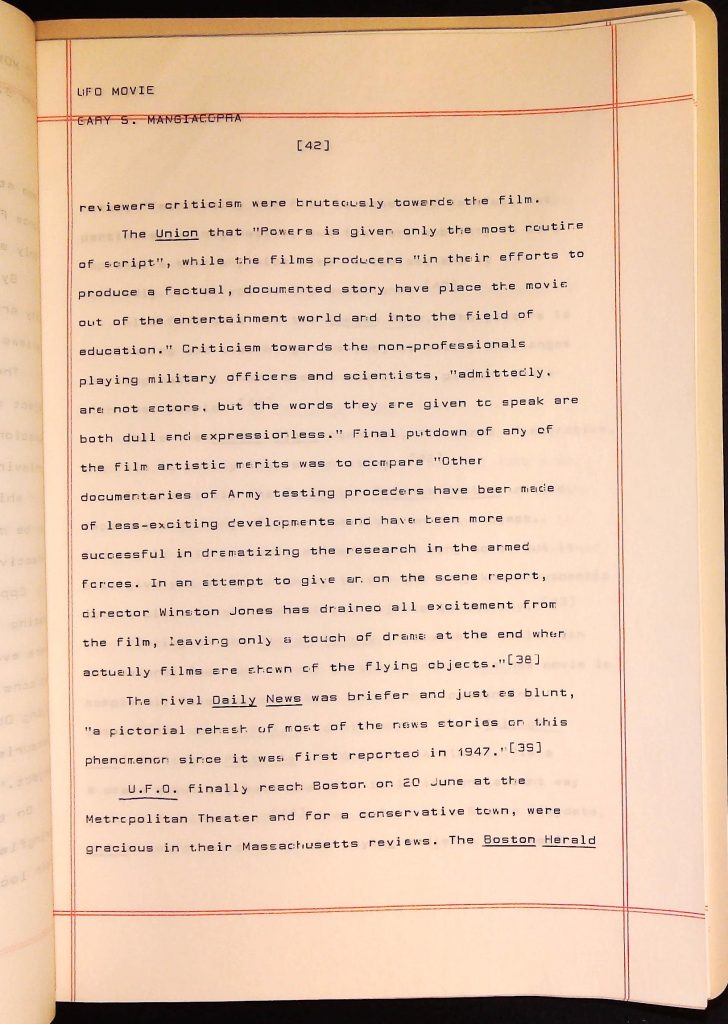 UFO MOVIE
GARY S. MANGIACOPRA
[42]
reviewers criticism were bruteously towards the film.
The Union that "Powers is given only the most routine
of script", while the films producers "in their efforts to
produce a factual, documented story have place the movie
out of the entertainment world and into the field of
education." Criticism towards the non-professionals
playing military officers and scientists, "admittedly,
are not actors, but the words they are given to speak are
both dull and expressionless." Final putdown of any of
the film artistic merits was to compare "Other
documentaries of Army testing proceders have been made
of less-exciting developments and have been more
successful in dramatizing the research in the armed
forces. In an attempt to give an on the scene report,
director Winston Jones has drained all excitement from
the film, leaving only a touch of drama at the end when
actually films are shown of the flying objects."[38]
The rival Daily News was briefer and just as blunt,
"a pictorial rehash of most of the news stories on this
phenomenon since it was first reported in 1947."[39]
U.F.O. finally reach Boston on 20 June at the
Metropolitan Theater and for a conservative town, were
gracious in their Massachusetts reviews. The Boston Herald